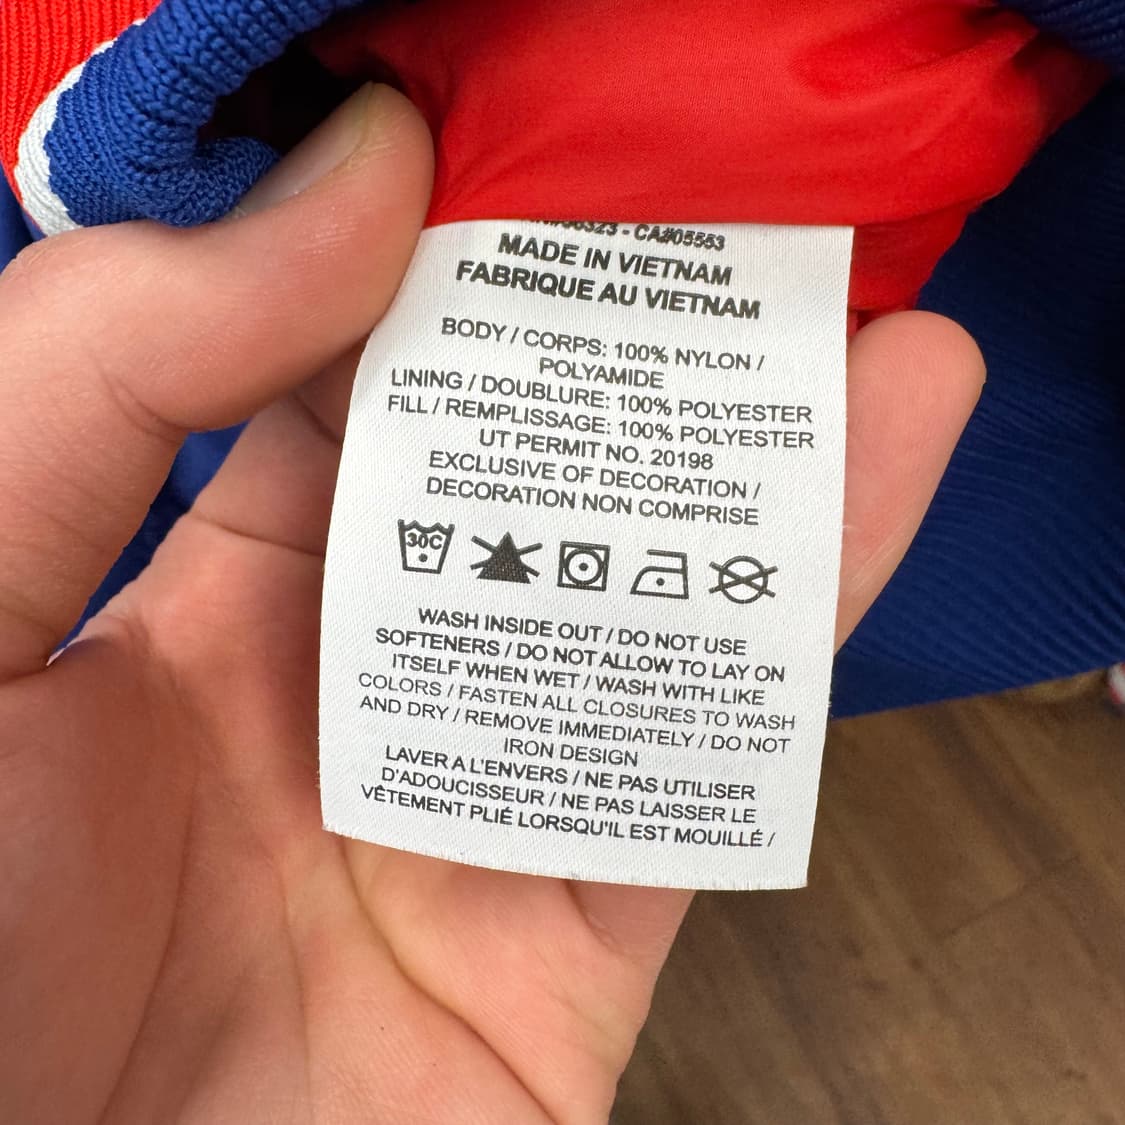 - CA#05553
MADE IN VIETNAM
FABRIQUE AU VIETNAM
BODY / CORPS: 100% NYLON /
POLYAMIDE
LINING / DOUBLURE: 100% POLYESTER
FILL / REMPLISSAGE: 100% POLYESTER
UT PERMIT NO. 20198
EXCLUSIVE OF DECORATION /
DECORATION NON COMPRISE
30C
WASH INSIDE OUT / DO NOT USE
SOFTENERS / DO NOT ALLOW TO LAY ON
ITSELF WHEN WET / WASH WITH LIKE
COLORS / FASTEN ALL CLOSURES TO WASH
AND DRY / REMOVE IMMEDIATELY / DO NOT
IRON DESIGN
LAVER A L'ENVERS / NE PAS UTILISER
D'ADOUCISSEUR / NE PAS LAISSER LE
VÊTEMENT PLIÉ LORSQU'IL EST MOUILLÉ /